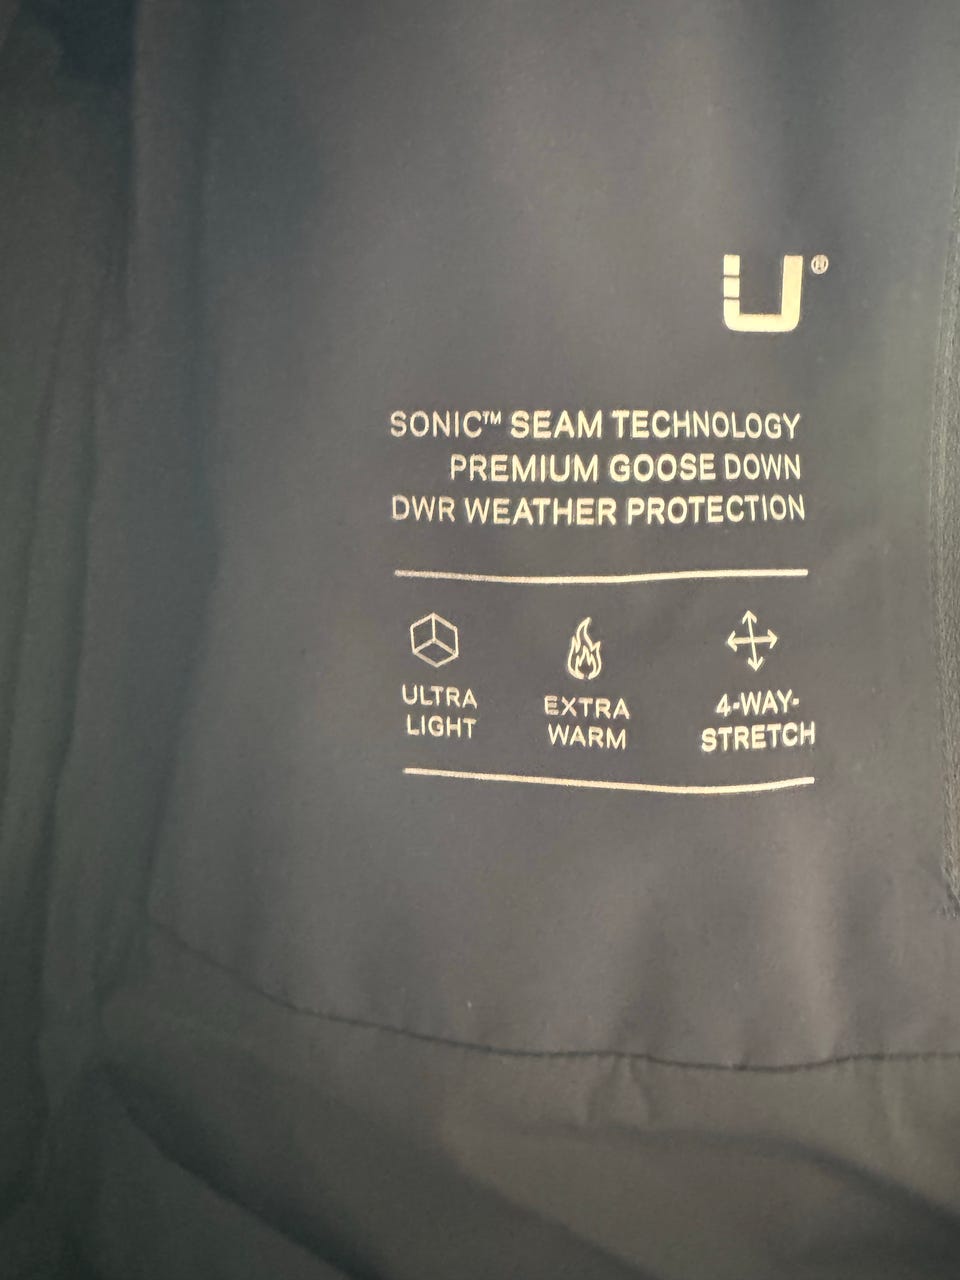 U®
SONIC™ SEAM TECHNOLOGY
PREMIUM GOOSE DOWN
DWR WEATHER PROTECTION
ULTRA LIGHT
EXTRA WARM
4-WAY-STRETCH